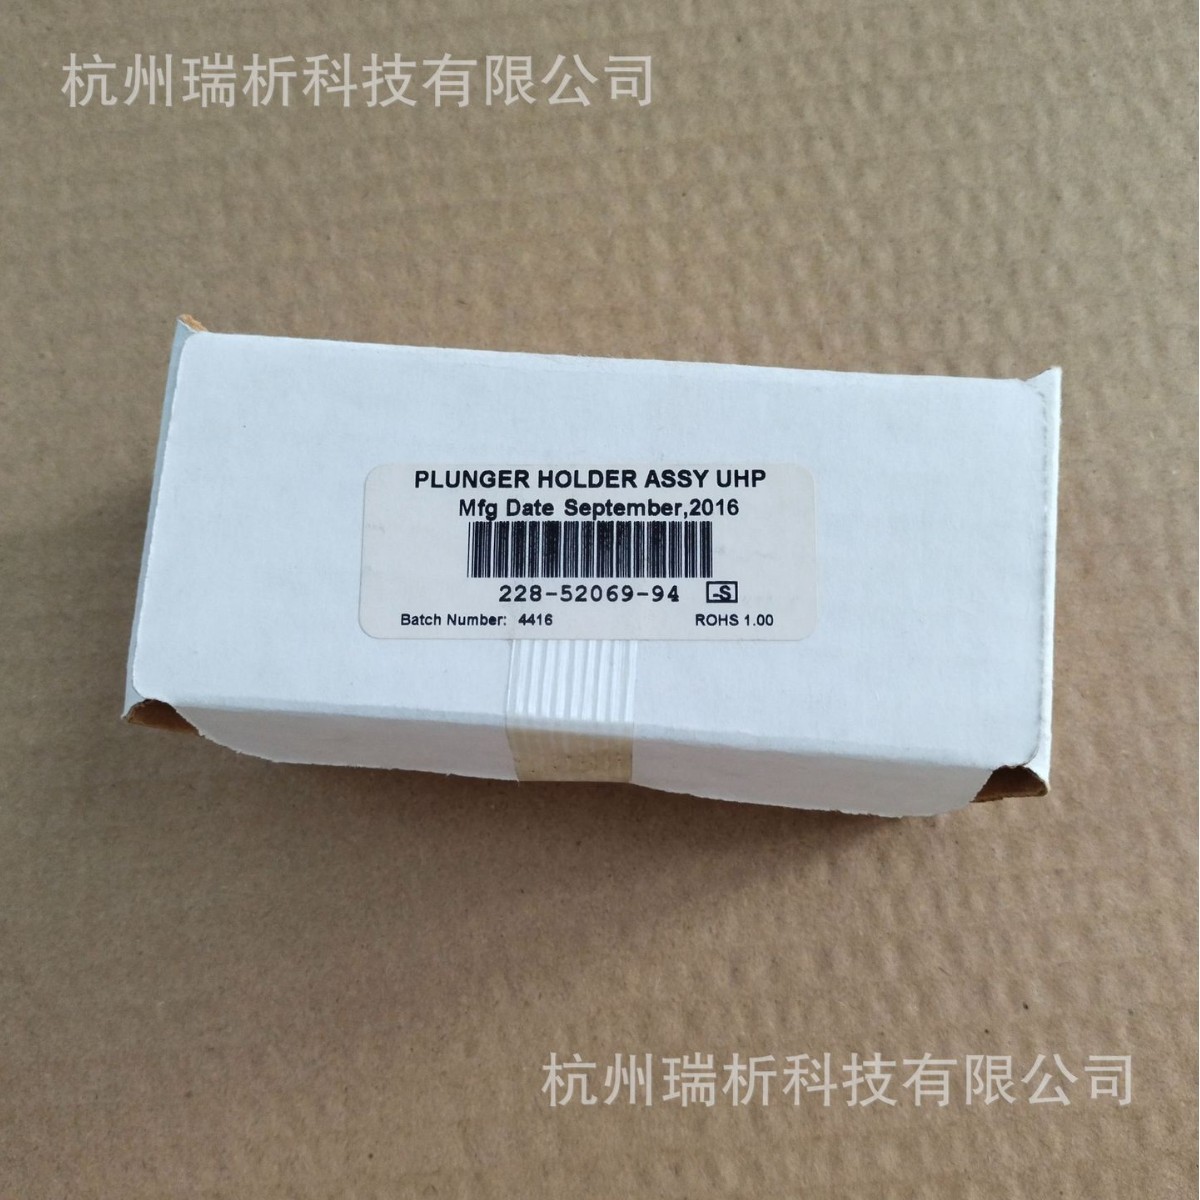 杭州瑞析科技有限公司
PLUNGER HOLDER ASSY UHP
Mfg Date September,2016
228-52069-94 -S
Batch Number: 4416 ROHS 1.00
杭州瑞析科技有限公司